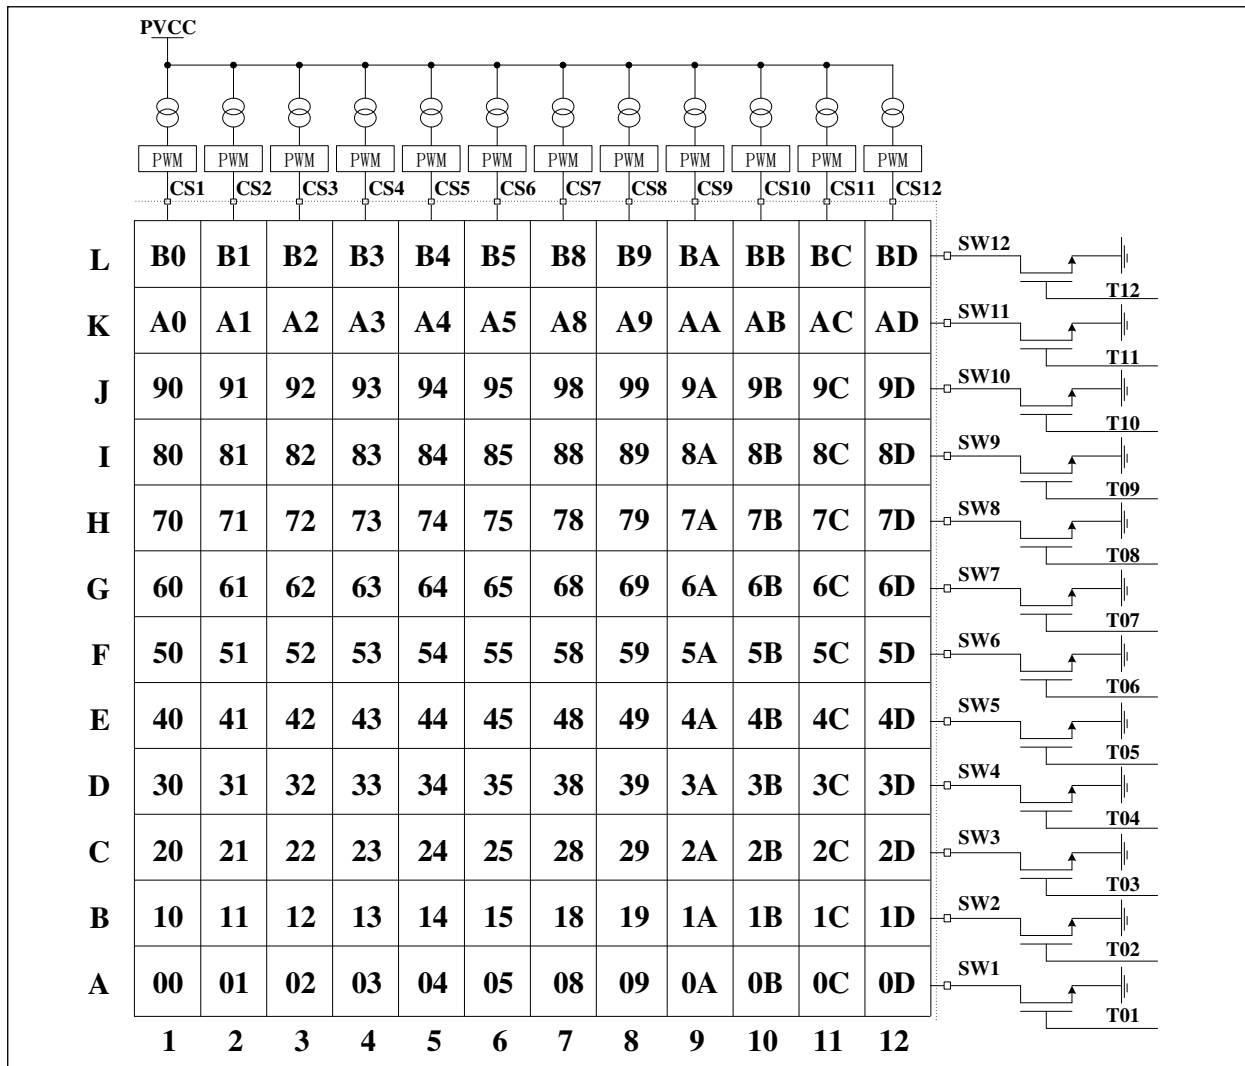 PVCC
PWM PWM PWM PWM PWM PWM PWM PWM PWM PWM PWM PWM
CS1 CS2 CS3 CS4 CS5 CS6 CS7 CS8 CS9 CS10 CS11 CS12
L B0 B1 B2 B3 B4 B5 B8 B9 BA BB BC BD SW12
T12
K A0 A1 A2 A3 A4 A5 A8 A9 AA AB AC AD SW11
T11
J 90 91 92 93 94 95 98 99 9A 9B 9C 9D SW10
T10
I 80 81 82 83 84 85 88 89 8A 8B 8C 8D SW9
T09
H 70 71 72 73 74 75 78 79 7A 7B 7C 7D SW8
T08
G 60 61 62 63 64 65 68 69 6A 6B 6C 6D SW7
T07
F 50 51 52 53 54 55 58 59 5A 5B 5C 5D SW6
T06
E 40 41 42 43 44 45 48 49 4A 4B 4C 4D SW5
T05
D 30 31 32 33 34 35 38 39 3A 3B 3C 3D SW4
T04
C 20 21 22 23 24 25 28 29 2A 2B 2C 2D SW3
T03
B 10 11 12 13 14 15 18 19 1A 1B 1C 1D SW2
T02
A 00 01 02 03 04 05 08 09 0A 0B 0C 0D SW1
T01
1 2 3 4 5 6 7 8 9 10 11 12